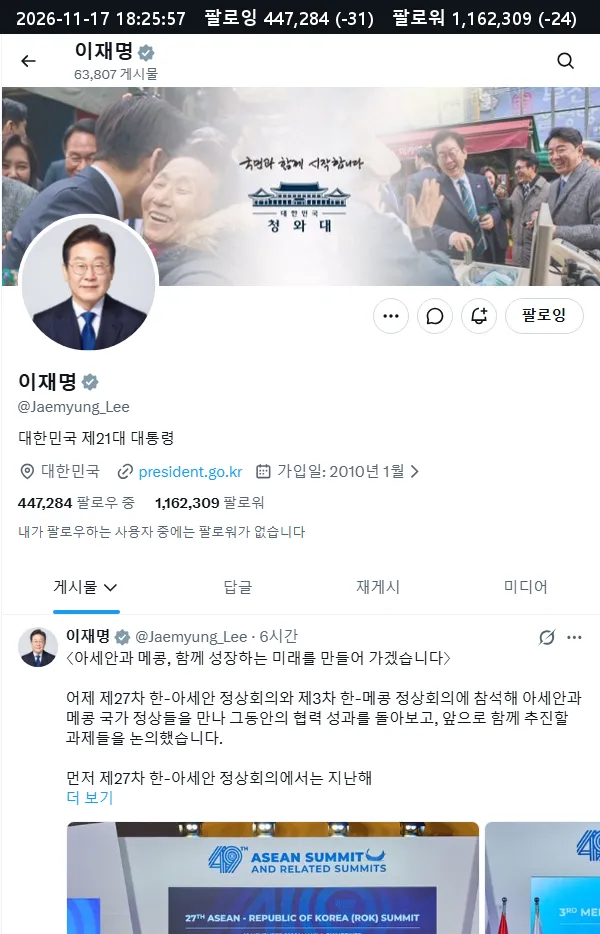 2026-11-17 18:25:57 팔로잉 447,284 (-31) 팔로워 1,162,309 (-24)
이재명
63,807 게시물
국민과 함께 시작합니다
대한민국
청와대
팔로잉
이재명
@Jaemyung_Lee
대한민국 제21대 대통령
대한민국 president.go.kr 가입일: 2010년 1월
447,284 팔로우 중 1,162,309 팔로워
내가 팔로우하는 사용자 중에는 팔로워가 없습니다
게시물 답글 재게시 미디어
이재명 @Jaemyung_Lee · 6시간
〈아세안과 메콩, 함께 성장하는 미래를 만들어 가겠습니다〉
어제 제27차 한-아세안 정상회의와 제3차 한-메콩 정상회의에 참석해 아세안과
메콩 국가 정상들을 만나 그동안의 협력 성과를 돌아보고, 앞으로 함께 추진할
과제들을 논의했습니다.
먼저 제27차 한-아세안 정상회의에서는 지난해
더 보기
49TH ASEAN SUMMIT
AND RELATED SUMMITS
27TH ASEAN - REPUBLIC OF KOREA (ROK) SUMMIT
49
3RD